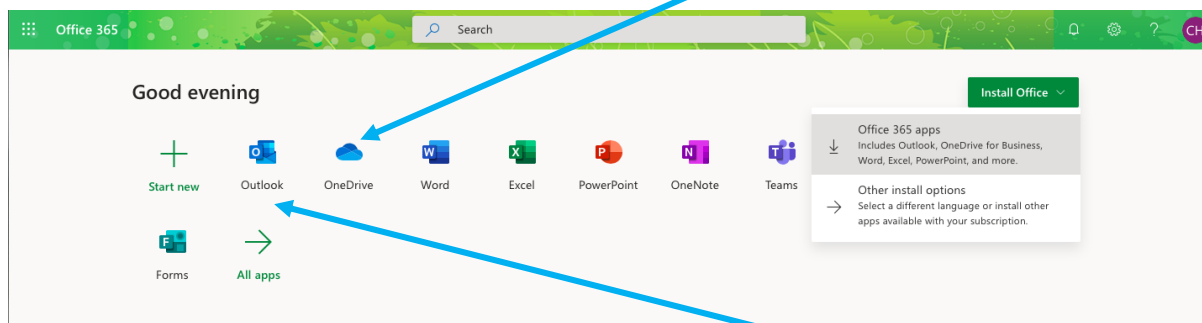 Office 365
Search
?
CH
Good evening
Install Office
Office 365 apps
Includes Outlook, OneDrive for Business,
Word, Excel, PowerPoint, and more.
Other install options
Select a different language or install other
apps available with your subscription.
Start new
Outlook
OneDrive
Word
Excel
PowerPoint
OneNote
Teams
Forms
All apps